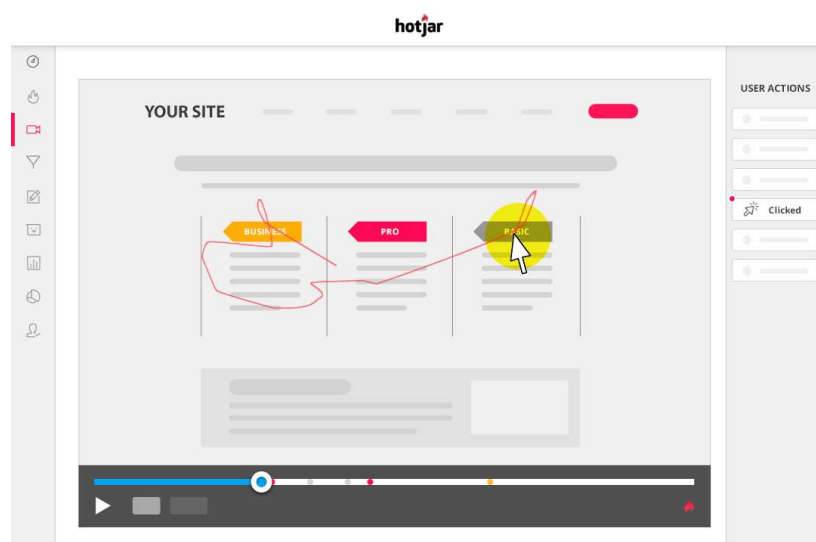 hotjar
USER ACTIONS
YOUR SITE
BUSINESS PRO BASIC
Clicked